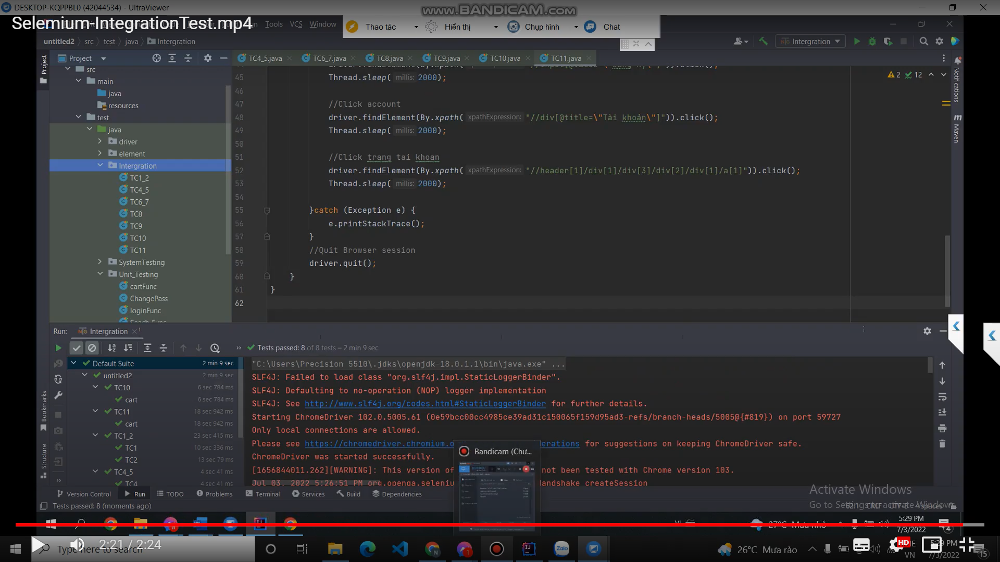 DESKTOP-KQPPBL0 (42044534) - UltraViewer
www.BANDICAM.com
Selemium-IntegrationTest.mp4
Tools VCS Window
Thao tác Hiển thị Chụp hình Chat
untitled2 src test java Intergration
Intergration
Project
TC4_5.java TC6_7.java TC8.java TC9.java TC10.java TC11.java
Project
Notifications
Maven
src
main
java
resources
test
java
driver
element
Intergration
TC1_2
TC4_5
TC6_7
TC8
TC9
TC10
TC11
SystemTesting
Unit_Testing
cartFunc
ChangePass
loginFunc
2 12
45 Thread.sleep( millis: 2000);
46
47 //Click account
48 driver.findElement(By.xpath( xpathExpression: "//div[@title=\"Tài khoản\"]")).click();
49 Thread.sleep( millis: 2000);
50
51 //Click trang tai khoan
52 driver.findElement(By.xpath( xpathExpression: "//header[1]/div[1]/div[3]/div[2]/div[1]/a[1]")).click();
53 Thread.sleep( millis: 2000);
54
55 }catch (Exception e) {
56 e.printStackTrace();
57 }
58 //Quit Browser session
59 driver.quit();
60 }
61 }
62
Run: Intergration
Tests passed: 8 of 8 tests – 2 min 9 sec
Default Suite 2 min 9 sec
untitled2 2 min 9 sec
TC10 6 sec 784 ms
cart 6 sec 784 ms
TC11 18 sec 942 ms
cart 18 sec 942 ms
TC1_2 23 sec 415 ms
TC1 10 sec 336 ms
TC2 13 sec 79 ms
TC4_5 4 sec 41 ms
TC4 4 sec 41 ms
"C:\Users\Precision 5510\.jdks\openjdk-18.0.1.1\bin\java.exe" ...
SLF4J: Failed to load class "org.slf4j.impl.StaticLoggerBinder".
SLF4J: Defaulting to no-operation (NOP) logger implementation
SLF4J: See http://www.slf4j.org/codes.html#StaticLoggerBinder for further details.
Starting ChromeDriver 102.0.5005.61 (0e59bcc00cc4985ce39ad31c150065f159d95ad3-refs/branch-heads/5005@{#819}) on port 59727
Only local connections are allowed.
Please see https://chromedriver.chromium.o erations for suggestions on keeping ChromeDriver safe.
ChromeDriver was started successfully.
[1656844011.262][WARNING]: This version of not been tested with Chrome version 103.
Jul 03, 2022 5:26:51 PM org.openqa.seleniu andshake createSession
Bookmarks
Structure
Bandicam (Chư...
Version Control Run TODO Problems Terminal Services Build Dependencies
Tests passed: 8 (moments ago)
62:1 CRLF UTF-8 4 spaces
Activate Windows
Go to Settings to activate Windows.
27°C
5:29 PM
7/3/2022
4
2:21 / 2:24
Type here to search
Zalo
26°C Mưa rào
HD
VN
7/3/2022
15